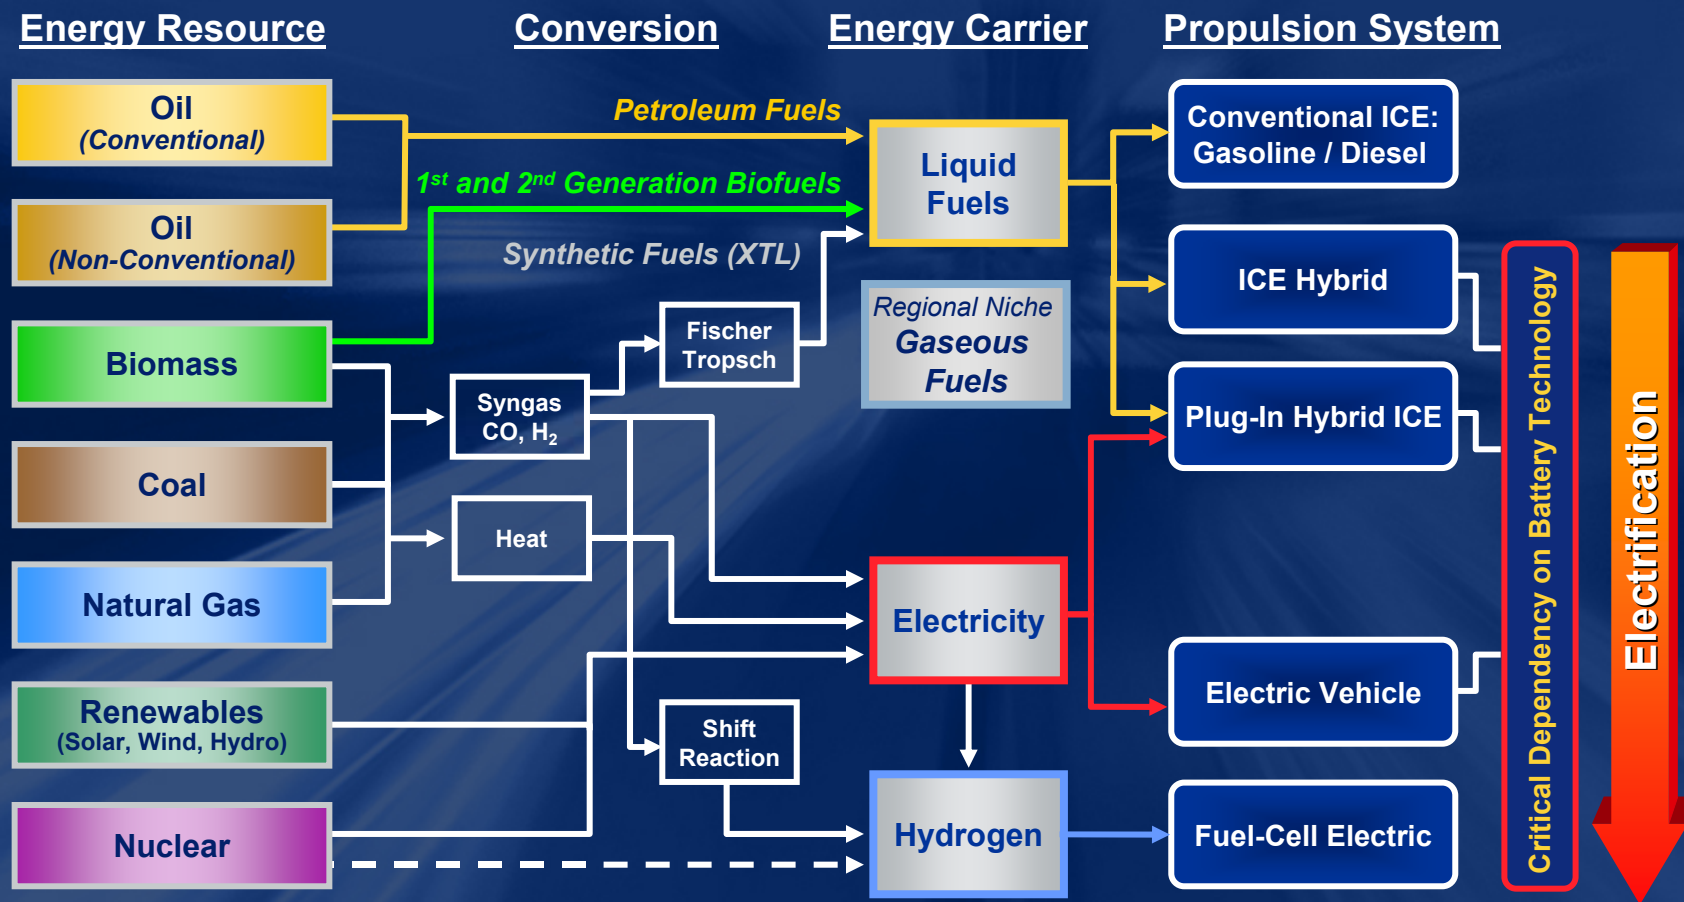 Energy Resource
Conversion
Energy Carrier
Propulsion System
Oil
(Conventional)
Oil
(Non-Conventional)
Biomass
Coal
Natural Gas
Renewables
(Solar, Wind, Hydro)
Nuclear
Petroleum Fuels
1st and 2nd Generation Biofuels
Synthetic Fuels (XTL)
Fischer
Tropsch
Syngas
CO, H2
Heat
Shift
Reaction
Liquid
Fuels
Regional Niche
Gaseous
Fuels
Electricity
Hydrogen
Conventional ICE:
Gasoline / Diesel
ICE Hybrid
Plug-In Hybrid ICE
Electric Vehicle
Fuel-Cell Electric
Critical Dependency on Battery Technology
Electrification